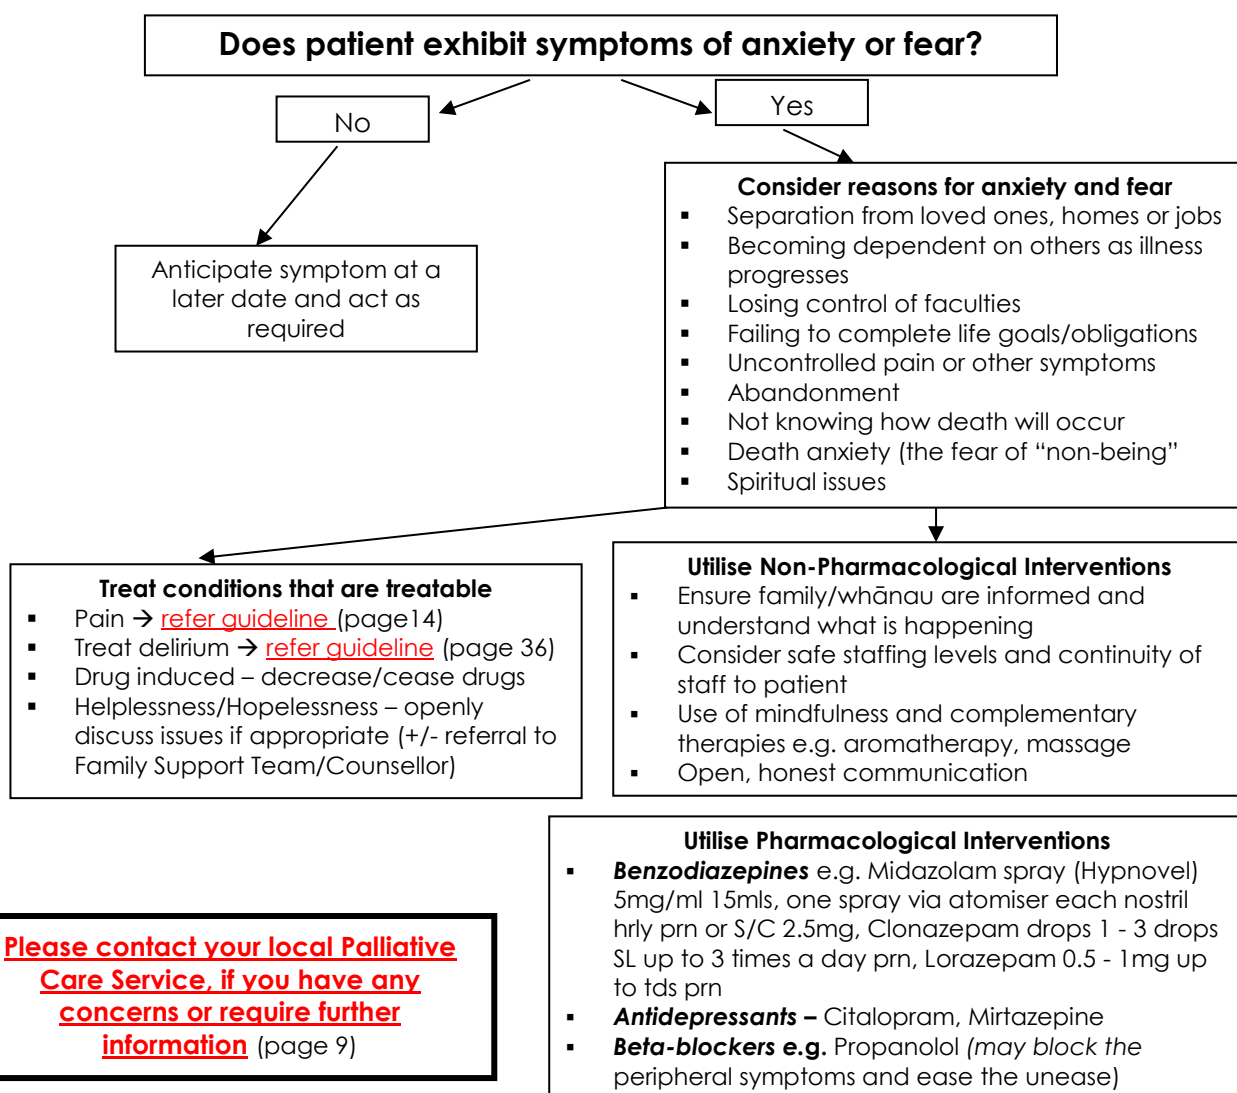 Does patient exhibit symptoms of anxiety or fear?
No
Yes
Anticipate symptom at a
later date and act as
required
Consider reasons for anxiety and fear
▪ Separation from loved ones, homes or jobs
▪ Becoming dependent on others as illness
progresses
▪ Losing control of faculties
▪ Failing to complete life goals/obligations
▪ Uncontrolled pain or other symptoms
▪ Abandonment
▪ Not knowing how death will occur
▪ Death anxiety (the fear of “non-being”
▪ Spiritual issues
Treat conditions that are treatable
▪ Pain → refer guideline (page14)
▪ Treat delirium → refer guideline (page 36)
▪ Drug induced – decrease/cease drugs
▪ Helplessness/Hopelessness – openly
discuss issues if appropriate (+/- referral to
Family Support Team/Counsellor)
Utilise Non-Pharmacological Interventions
▪ Ensure family/whānau are informed and
understand what is happening
▪ Consider safe staffing levels and continuity of
staff to patient
▪ Use of mindfulness and complementary
therapies e.g. aromatherapy, massage
▪ Open, honest communication
Utilise Pharmacological Interventions
▪ Benzodiazepines e.g. Midazolam spray (Hypnovel)
5mg/ml 15mls, one spray via atomiser each nostril
hrly prn or S/C 2.5mg, Clonazepam drops 1 - 3 drops
SL up to 3 times a day prn, Lorazepam 0.5 - 1mg up
to tds prn
▪ Antidepressants – Citalopram, Mirtazepine
▪ Beta-blockers e.g. Propanolol (may block the
peripheral symptoms and ease the unease)
Please contact your local Palliative
Care Service, if you have any
concerns or require further
information (page 9)